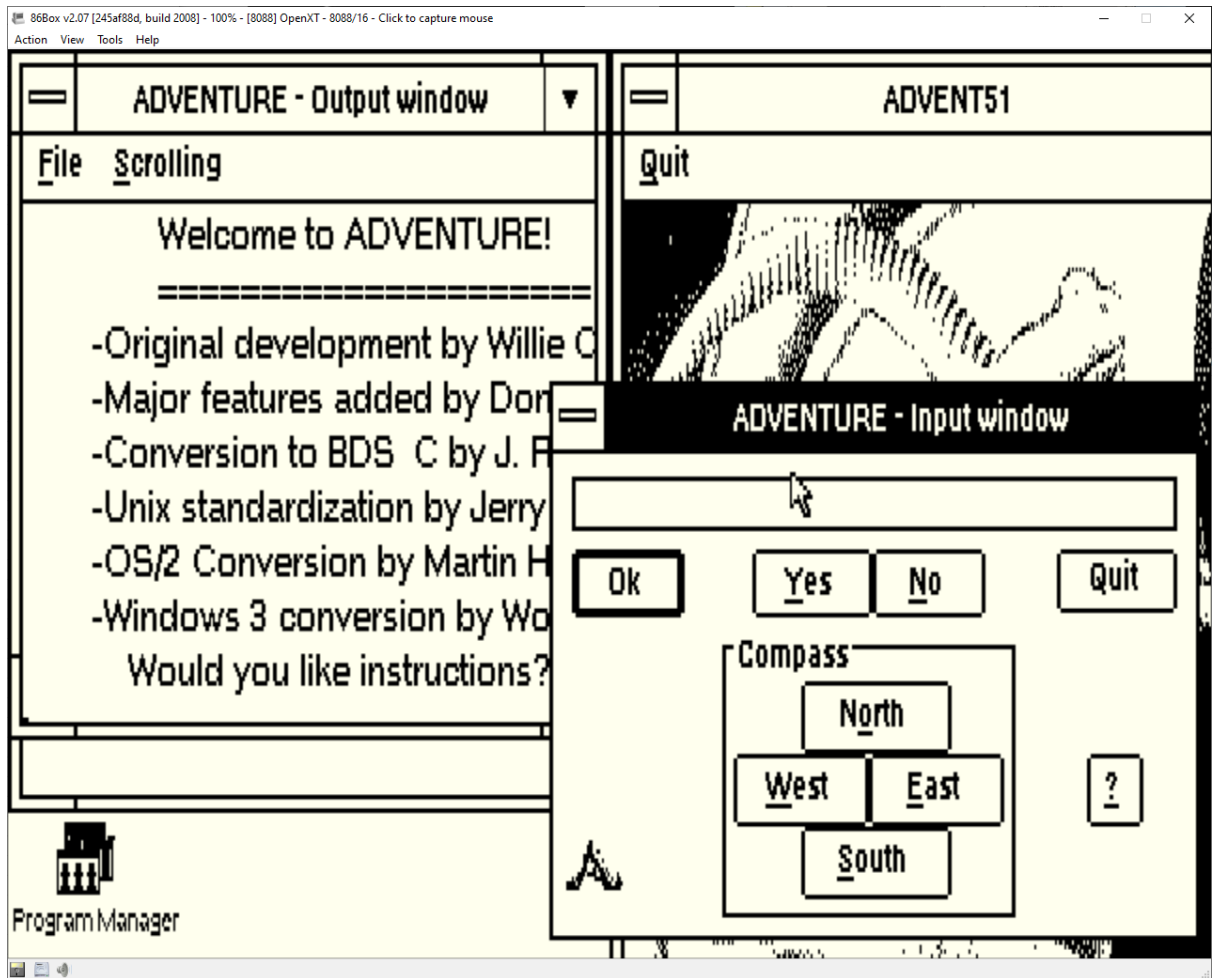 86Box v2.07 [245af88d, build 2008] - 100% - [8088] OpenXT - 8088/16 - Click to capture mouse
Action View Tools Help
ADVENTURE - Output window
File Scrolling
Welcome to ADVENTURE!
=====================
-Original development by Willie
-Major features added by Don
-Conversion to BDS C by J.
-Unix standardization by Jerry
-OS/2 Conversion by Martin
-Windows 3 conversion by
Would you like instructions?
ADVENT51
Quit
ADVENTURE - Input window
Ok Yes No Quit
Compass
North
West East ?
South
Program Manager